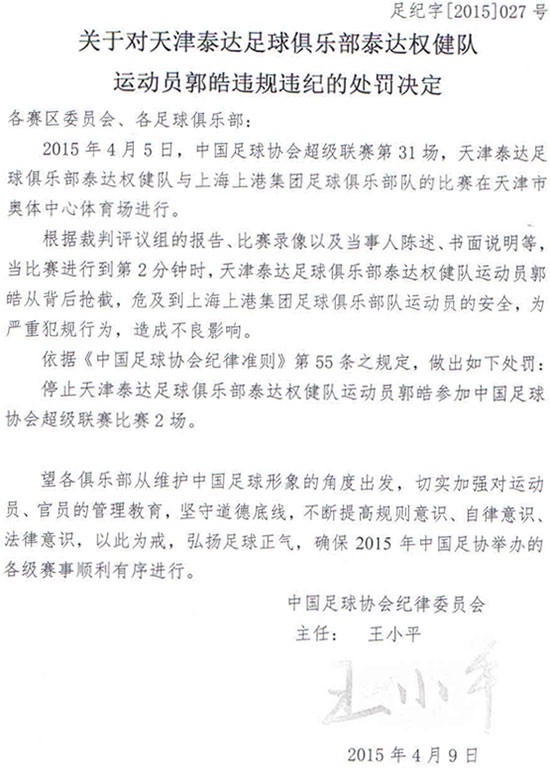 足纪字[2015]027号
关于对天津泰达足球俱乐部泰达权健队
运动员郭皓违规违纪的处罚决定
各赛区委员会、各足球俱乐部：
2015年4月5日，中国足球协会超级联赛第31场，天津泰达足
球俱乐部泰达权健队与上海上港集团足球俱乐部队的比赛在天津市
奥体中心体育场进行。
根据裁判评议组的报告、比赛录像以及当事人陈述、书面说明等，
当比赛进行到第2分钟时，天津泰达足球俱乐部泰达权健队运动员郭
皓从背后抢截，危及到上海上港集团足球俱乐部队运动员的安全，为
严重犯规行为，造成不良影响。
依据《中国足球协会纪律准则》第55条之规定，做出如下处罚：
停止天津泰达足球俱乐部泰达权健队运动员郭皓参加中国足球
协会超级联赛比赛2场。
望各俱乐部从维护中国足球形象的角度出发，切实加强对运动
员、官员的管理教育，坚守道德底线，不断提高规则意识、自律意识、
法律意识，以此为戒，弘扬足球正气，确保2015年中国足协举办的
各级赛事顺利有序进行。
中国足球协会纪律委员会
主任： 王小平
王小平
2015年4月9日